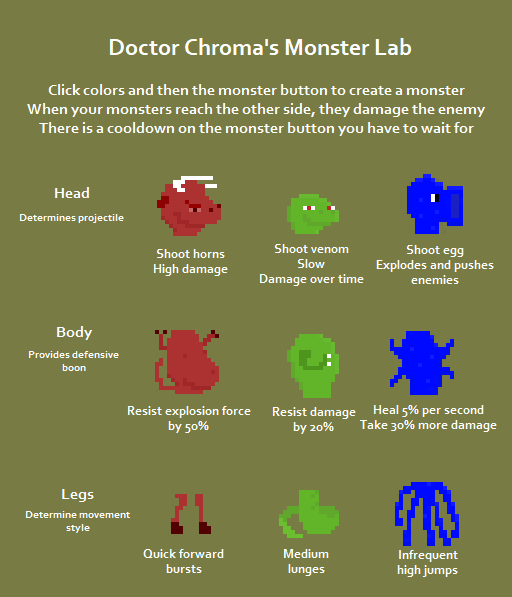 Doctor Chroma's Monster Lab
Click colors and then the monster button to create a monster
When your monsters reach the other side, they damage the enemy
There is a cooldown on the monster button you have to wait for
Head
Determines projectile
Shoot horns
High damage
Shoot venom
Slow
Damage over time
Shoot egg
Explodes and pushes
enemies
Body
Provides defensive
boon
Resist explosion force
by 50%
Resist damage
by 20%
Heal 5% per second
Take 30% more damage
Legs
Determine movement
style
Quick forward
bursts
Medium
lunges
Infrequent
high jumps